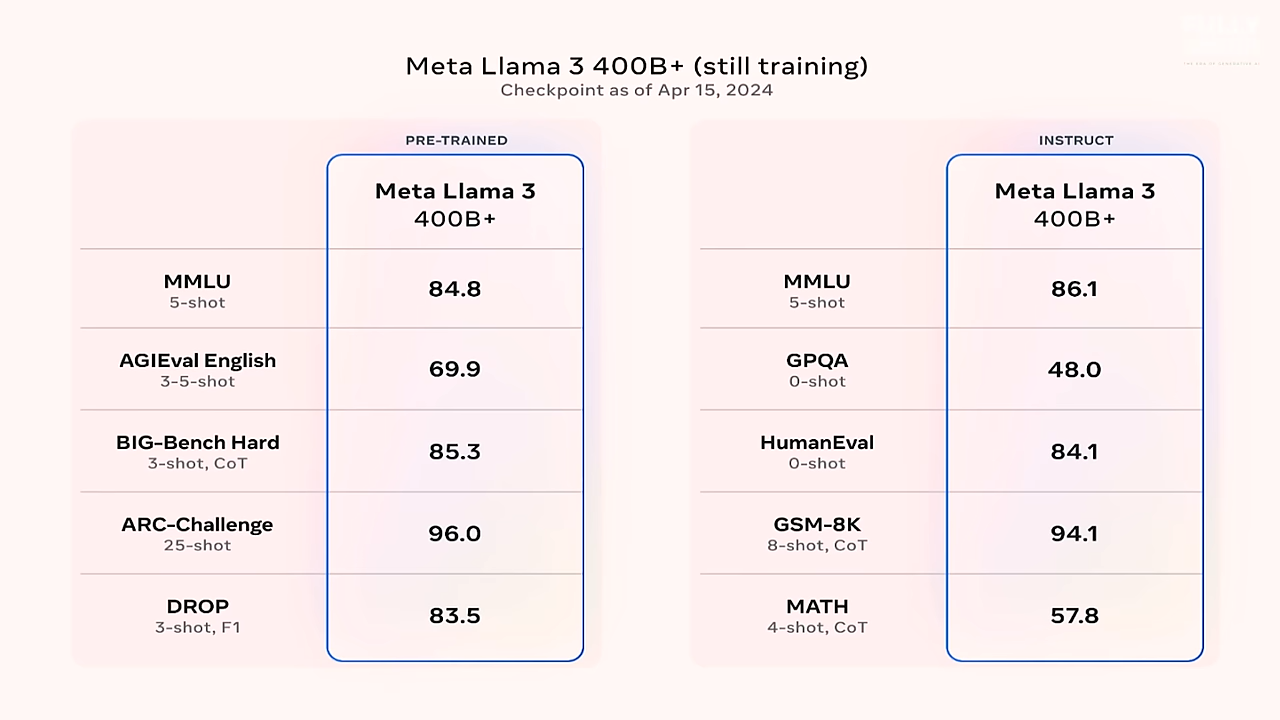 Meta Llama 3 400B+ (still training)
Checkpoint as of Apr 15, 2024
PRE-TRAINED
Meta Llama 3
400B+
MMLU
5-shot
84.8
AGIEval English
3-5-shot
69.9
BIG-Bench Hard
3-shot, CoT
85.3
ARC-Challenge
25-shot
96.0
DROP
3-shot, F1
83.5
INSTRUCT
Meta Llama 3
400B+
MMLU
5-shot
86.1
GPQA
0-shot
48.0
HumanEval
0-shot
84.1
GSM-8K
8-shot, CoT
94.1
MATH
4-shot, CoT
57.8